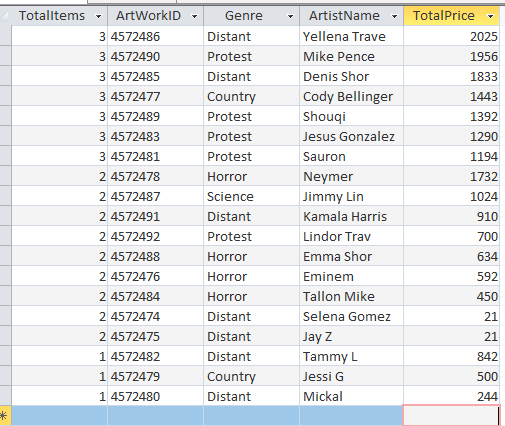 TotalItems ArtWorkID Genre ArtistName TotalPrice
3 4572486 Distant Yellena Trave 2025
3 4572490 Protest Mike Pence 1956
3 4572485 Distant Denis Shor 1833
3 4572477 Country Cody Bellinger 1443
3 4572489 Protest Shouqi 1392
3 4572483 Protest Jesus Gonzalez 1290
3 4572481 Protest Sauron 1194
2 4572478 Horror Neymer 1732
2 4572487 Science Jimmy Lin 1024
2 4572491 Distant Kamala Harris 910
2 4572492 Protest Lindor Trav 700
2 4572488 Horror Emma Shor 634
2 4572476 Horror Eminem 592
2 4572484 Horror Tallon Mike 450
2 4572474 Distant Selena Gomez 21
2 4572475 Distant Jay Z 21
1 4572482 Distant Tammy L 842
1 4572479 Country Jessi G 500
1 4572480 Distant Mickal 244